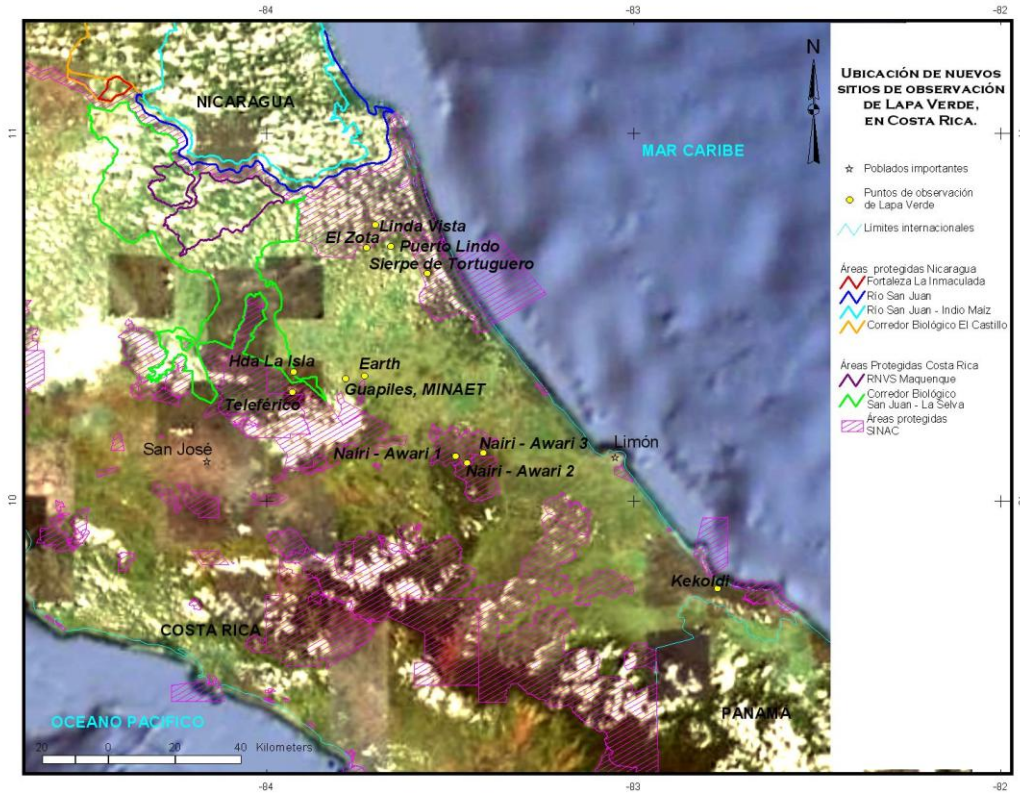 -84
-83
-82
N
UBICACIÓN DE NUEVOS
SITIOS DE OBSERVACIÓN
DE LAPA VERDE,
EN COSTA RICA.
NICARAGUA
11
MAR CARIBE
Poblados importantes
Puntos de observación
de Lapa Verde
Límites internacionales
Áreas protegidas Nicaragua
Fortaleza La Inmaculada
Río San Juan
Río San Juan - Indio Maíz
Corredor Biológico El Castillo
Áreas Protegidas Costa Rica
RNVS Maquenque
Corredor Biológico
San Juan - La Selva
Áreas protegidas
SINAC
Linda Vista
El Zota
Puerto Lindo
Sierpe de Tortuguero
Hda La Isla
Earth
Guapiles, MINAET
Teleférico
San José
Nairi - Awari 1
Nairi - Awari 3
Nairi - Awari 2
Limón
10
Kekoldi
COSTA RICA
PANAMA
OCEANO PACIFICO
20 0 20 40 Kilometers
-84
-83
-82